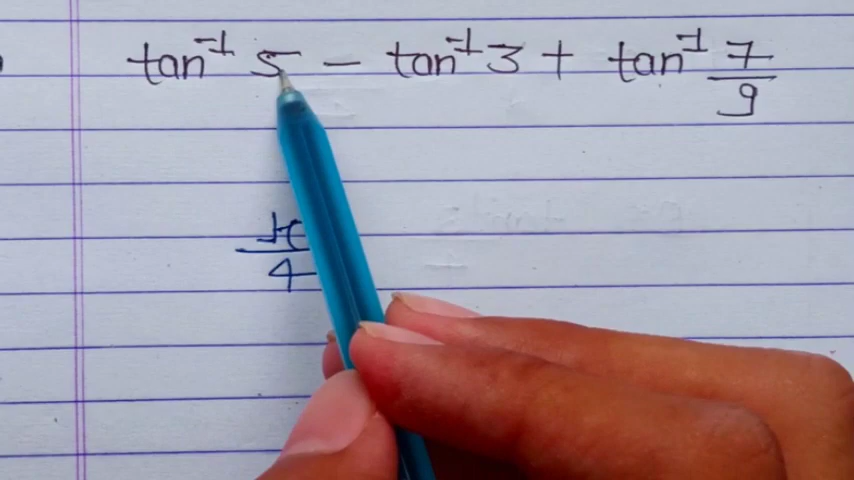 tan⁻¹ 5 − tan⁻¹ 3 + tan⁻¹ 7/9
π/4